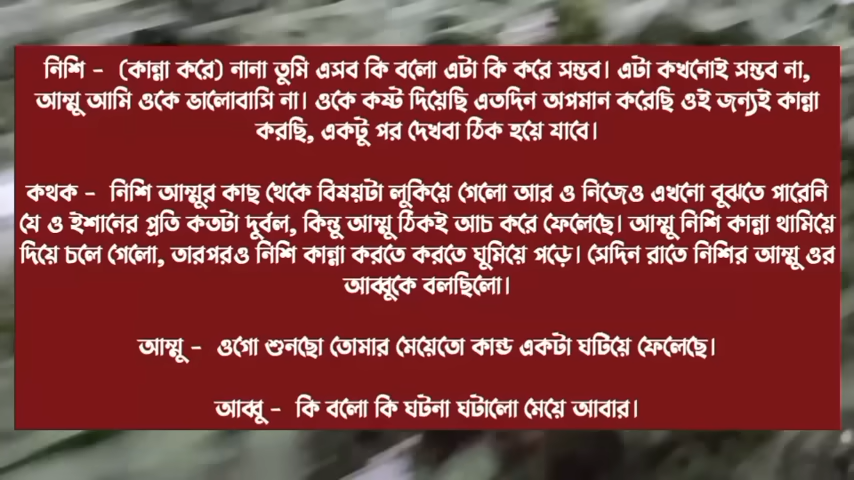 নিশি – (কান্না করে) নানা তুমি এসব কি বলো এটা কি করে সম্ভব। এটা কখনোই সম্ভব না,
আম্মু আমি ওকে ভালোবাসি না। ওকে কষ্ট দিয়েছি এতদিন অপমান করেছি ওই জন্যই কান্না
করছি, একটু পর দেখবা ঠিক হয়ে যাবে।
কথক – নিশি আম্মুর কাছ থেকে বিষয়টা লুকিয়ে গেলো আর ও নিজেও এখনো বুঝতে পারেনি
যে ও ইশানের প্রতি কতটা দুর্বল, কিন্তু আম্মু ঠিকই আচ করে ফেলেছে। আম্মু নিশি কান্না থামিয়ে
দিয়ে চলে গেলো, তারপরও নিশি কান্না করতে করতে ঘুমিয়ে পড়ে। সেদিন রাতে নিশির আম্মু ওর
আব্বুকে বলছিলো।
আম্মু – ওগো শুনছো তোমার মেয়েতো কান্ড একটা ঘটিয়ে ফেলেছে।
আব্বু – কি বলো কি ঘটনা ঘটালো মেয়ে আবার।